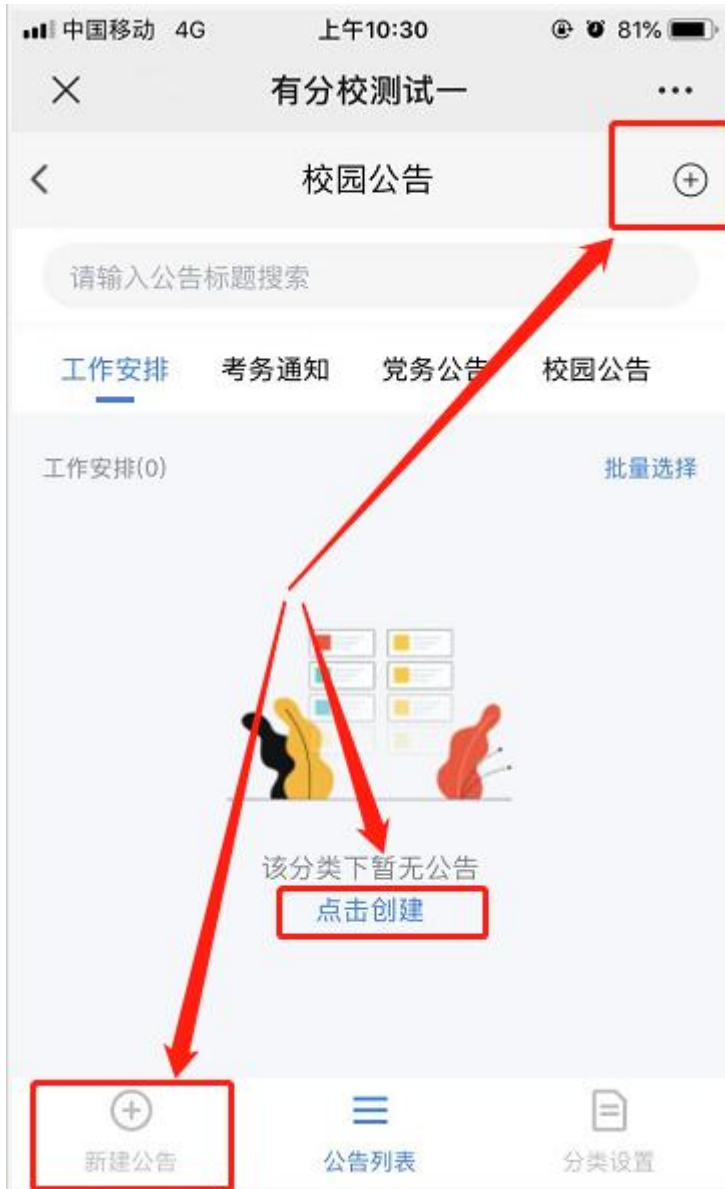 中国移动 4G 上午10:30 81%
有分校测试一
校园公告
请输入公告标题搜索
工作安排 考务通知 党务公告 校园公告
工作安排(0) 批量选择
该分类下暂无公告
点击创建
新建公告 公告列表 分类设置